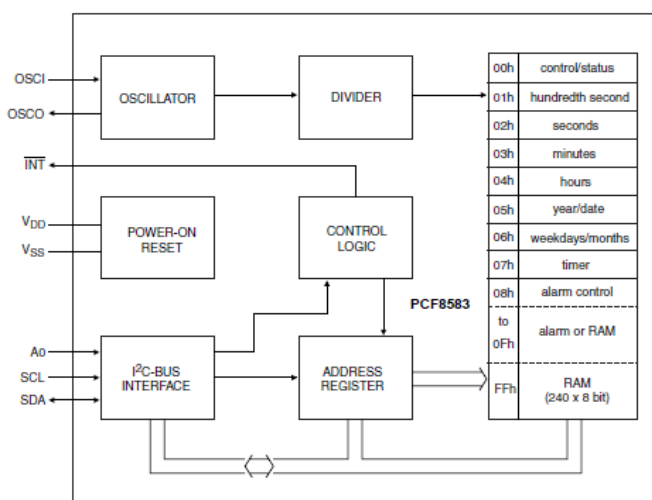 OSCI
OSCO
OSCILLATOR
DIVIDER
INT
VDD
VSS
POWER-ON
RESET
CONTROL
LOGIC
PCF8583
A0
SCL
SDA
I²C-BUS
INTERFACE
ADDRESS
REGISTER
00h control/status
01h hundredth second
02h seconds
03h minutes
04h hours
05h year/date
06h weekdays/months
07h timer
08h alarm control
to
0Fh
alarm or RAM
FFh
RAM
(240 x 8 bit)